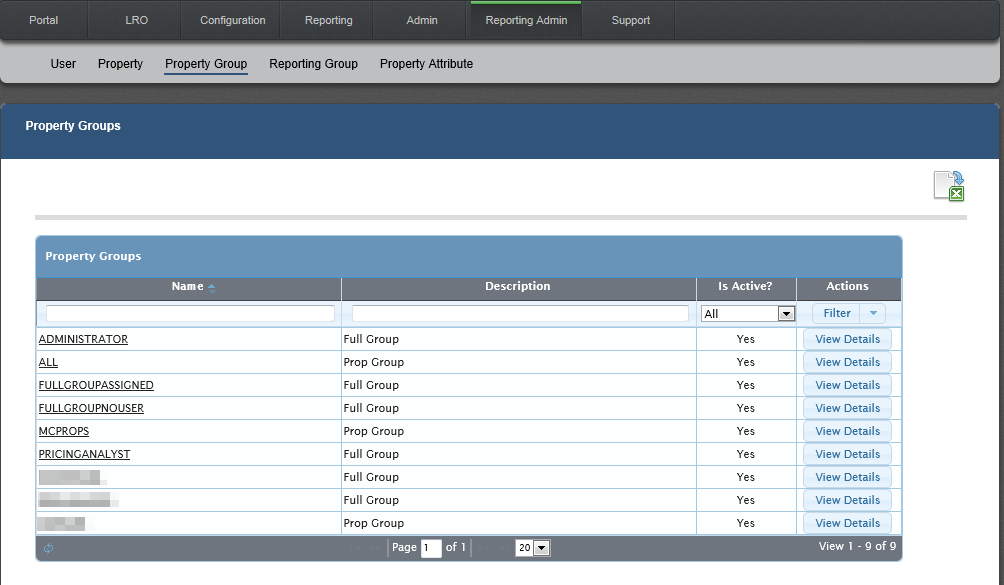 Portal LRO Configuration Reporting Admin Reporting Admin Support
User Property Property Group Reporting Group Property Attribute
Property Groups
Property Groups
Name Description Is Active? Actions
All Filter
ADMINISTRATOR Full Group Yes View Details
ALL Prop Group Yes View Details
FULLGROUPASSIGNED Full Group Yes View Details
FULLGROUPNOUSER Full Group Yes View Details
MCPROPS Prop Group Yes View Details
PRICINGANALYST Full Group Yes View Details
Full Group Yes View Details
Full Group Yes View Details
Prop Group Yes View Details
Page 1 of 1 20 View 1 - 9 of 9